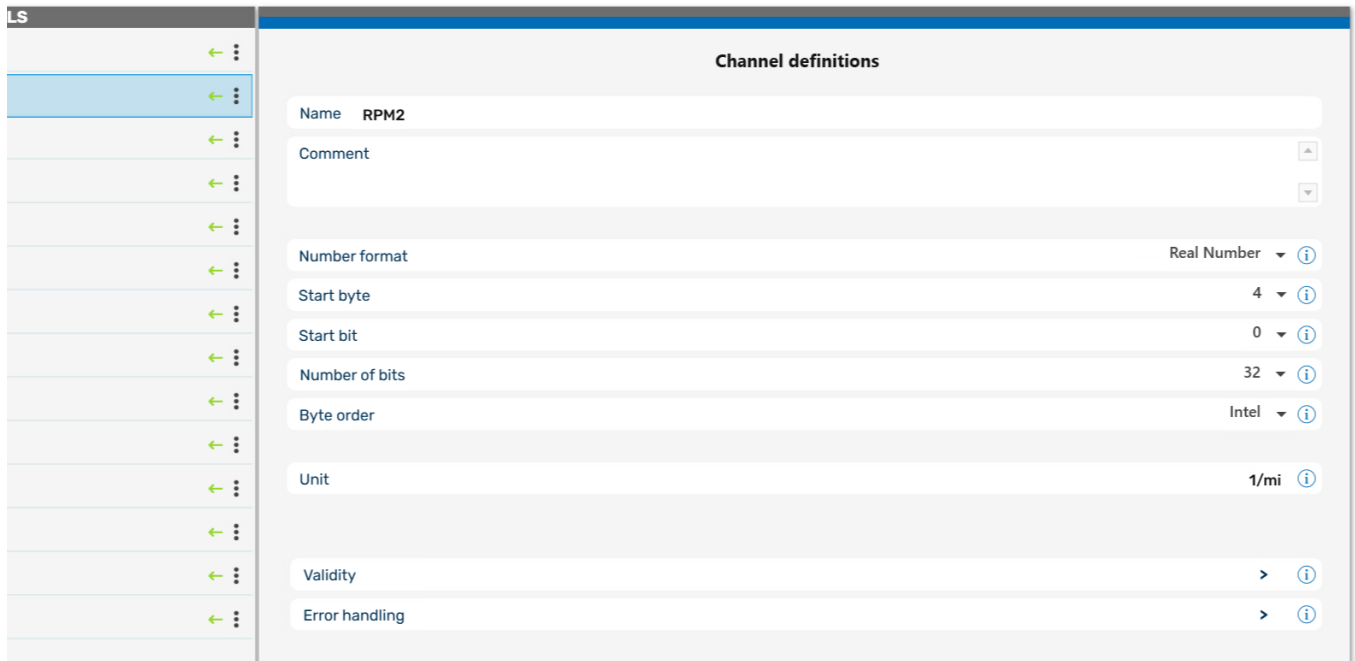 LS
Channel definitions
Name RPM2
Comment
Number format Real Number
Start byte 4
Start bit 0
Number of bits 32
Byte order Intel
Unit 1/mi
Validity
Error handling